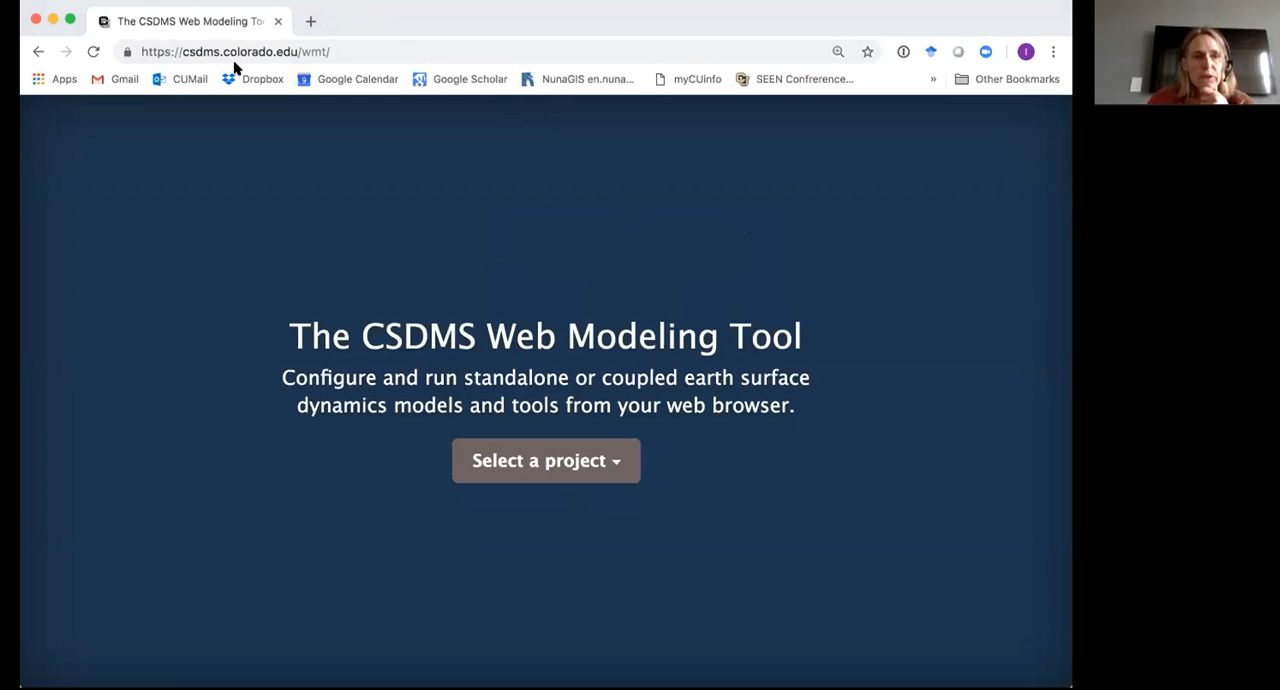 The CSDMS Web Modeling To
https://csdms.colorado.edu/wmt/
I
Apps
Gmail
CUMail
Dropbox
9
Google Calendar
Google Scholar
NunaGIS en.nuna...
myCUinfo
SEEN Confrerence...
»
Other Bookmarks
The CSDMS Web Modeling Tool
Configure and run standalone or coupled earth surface
dynamics models and tools from your web browser.
Select a project